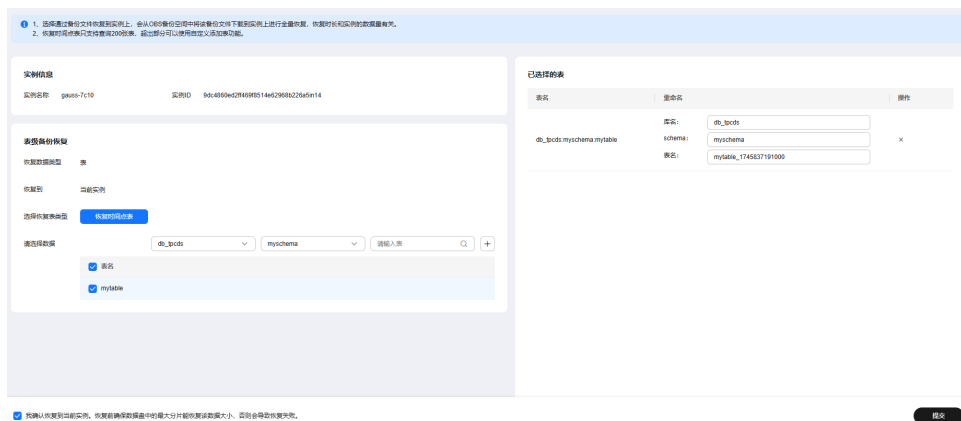 1、选择通过备份文件恢复到实例上，会从OBS备份空间中将该备份文件下载到实例上进行全量恢复，恢复时长和实例的数据量有关。
2、恢复时间点表只支持查询200张表，超出部分可以使用自定义添加表功能。
实例信息
实例名称 gauss-7c10 实例ID 9dc4860ed2ff469f8514e62968b226a5in14
表级备份恢复
恢复数据类型 表
恢复到 当前实例
选择恢复表类型 恢复时间点表
请选择数据 db_tpcds myschema 请输入表
表名
mytable
已选择的表
表名 重命名 操作
库名： db_tpcds
db_tpcds:myschema:mytable schema： myschema ×
表名： mytable_1745837191000
我确认恢复到当前实例。恢复前确保数据盘中的最大分片能恢复该数据大小，否则会导致恢复失败。
提交